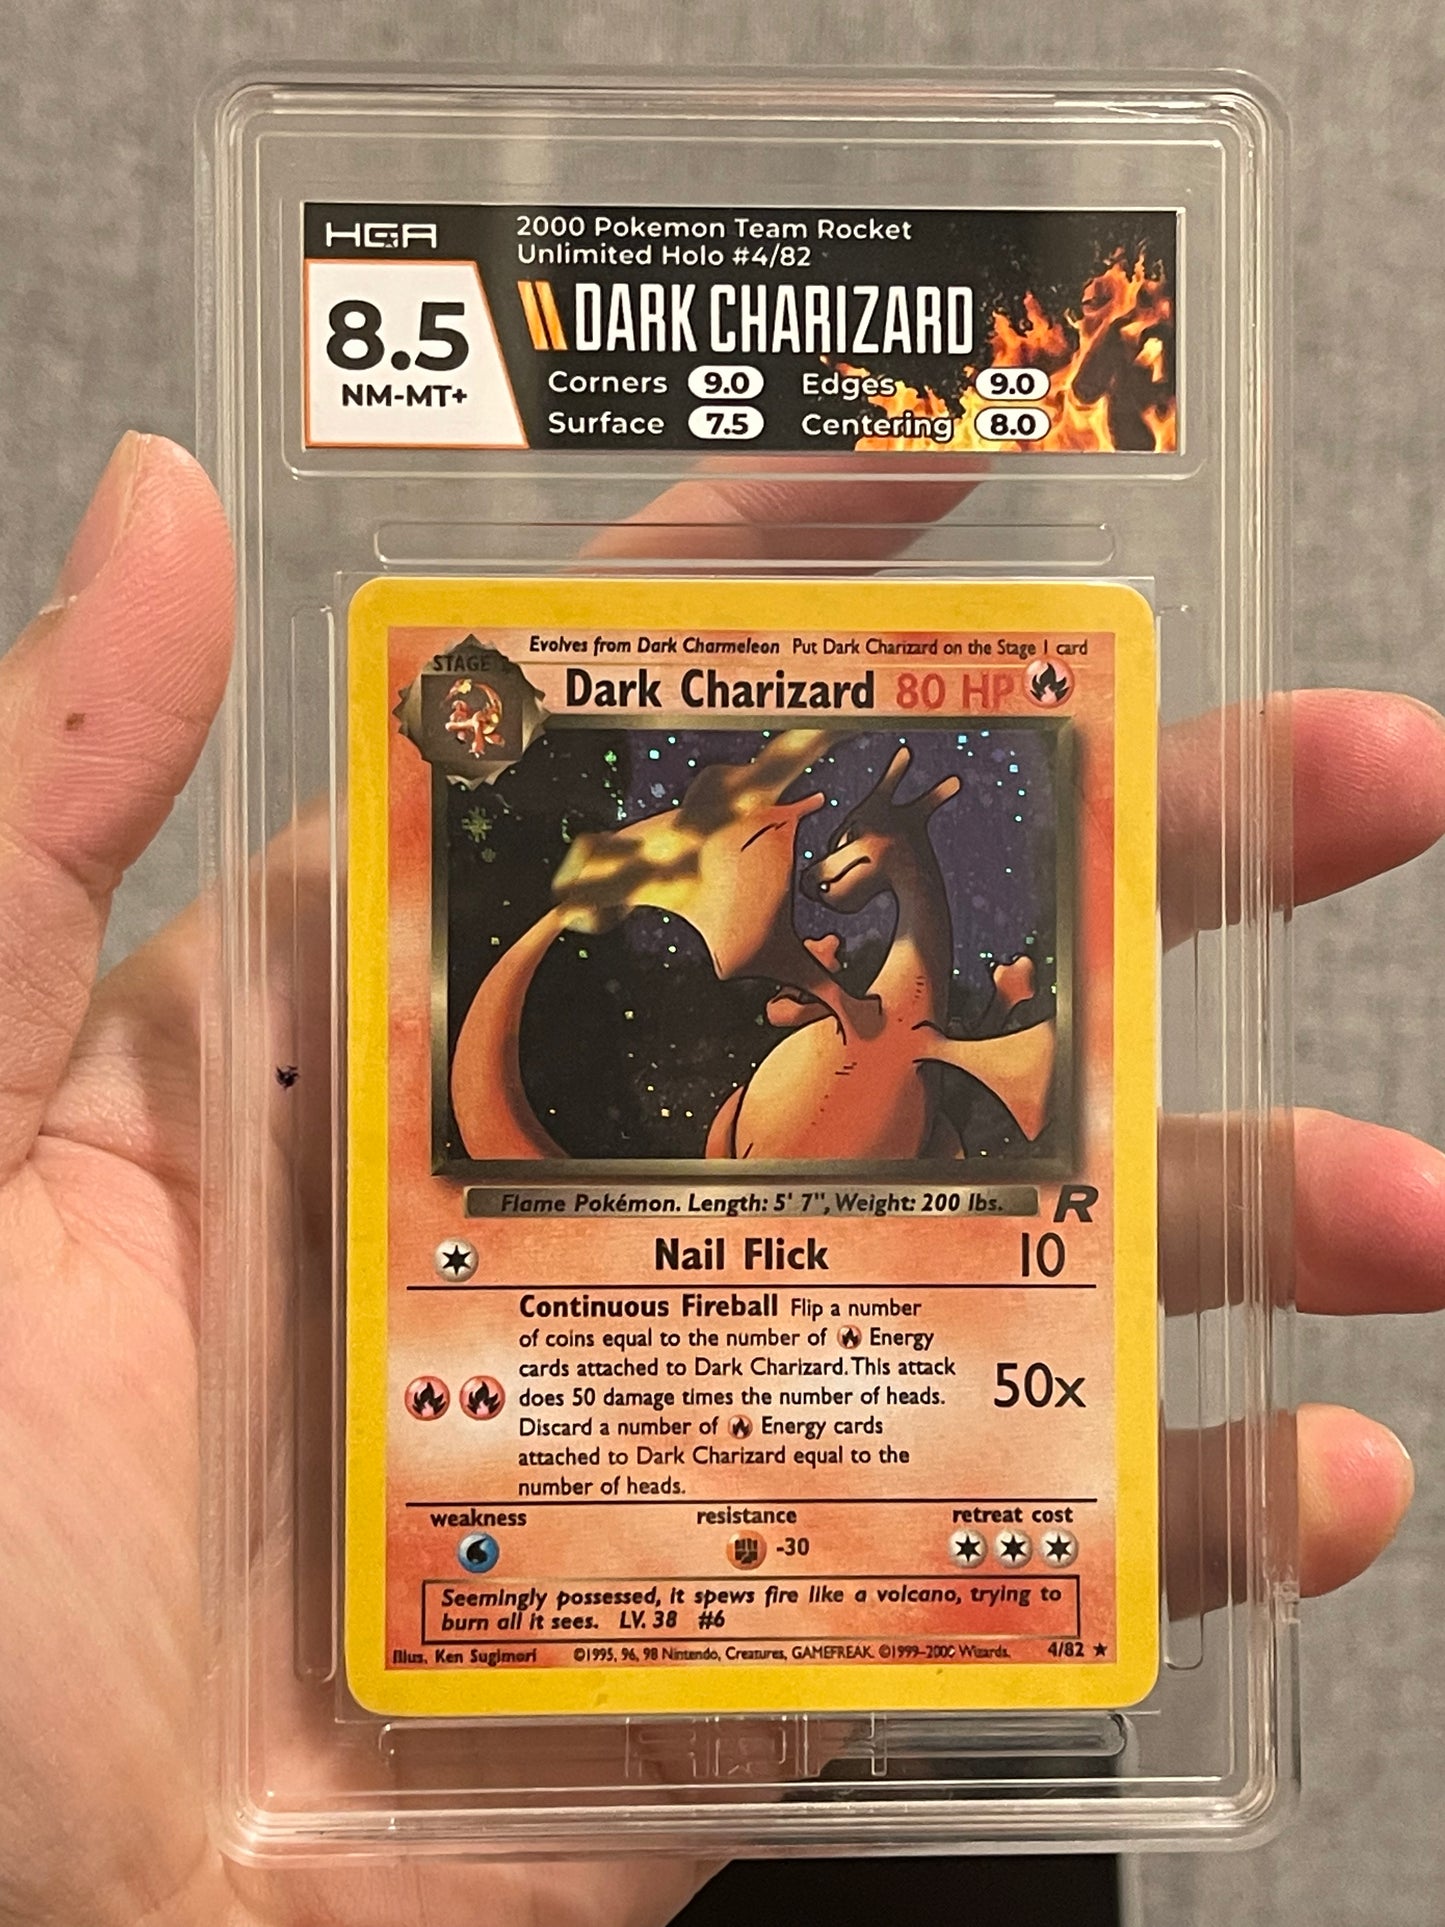 HGA
2000 Pokemon Team Rocket
Unlimited Holo #4/82
8.5
NM-MT+
DARK CHARIZARD
Corners 9.0 Edges 9.0
Surface 7.5 Centering 8.0
Evolves from Dark Charmeleon Put Dark Charizard on the Stage 1 card
STAGE
Dark Charizard 80 HP
Flame Pokémon. Length: 5' 7", Weight: 200 lbs.
R
Nail Flick 10
Continuous Fireball Flip a number
of coins equal to the number of Energy
cards attached to Dark Charizard. This attack
does 50 damage times the number of heads.
Discard a number of Energy cards
attached to Dark Charizard equal to the
number of heads.
50x
weakness resistance retreat cost
-30
Seemingly possessed, it spews fire like a volcano, trying to
burn all it sees. LV. 38 #6
Illus. Ken Sugimori ©1995, 96, 98 Nintendo, Creatures, GAMEFREAK. ©1999-2000 Wizards. 4/82 ★